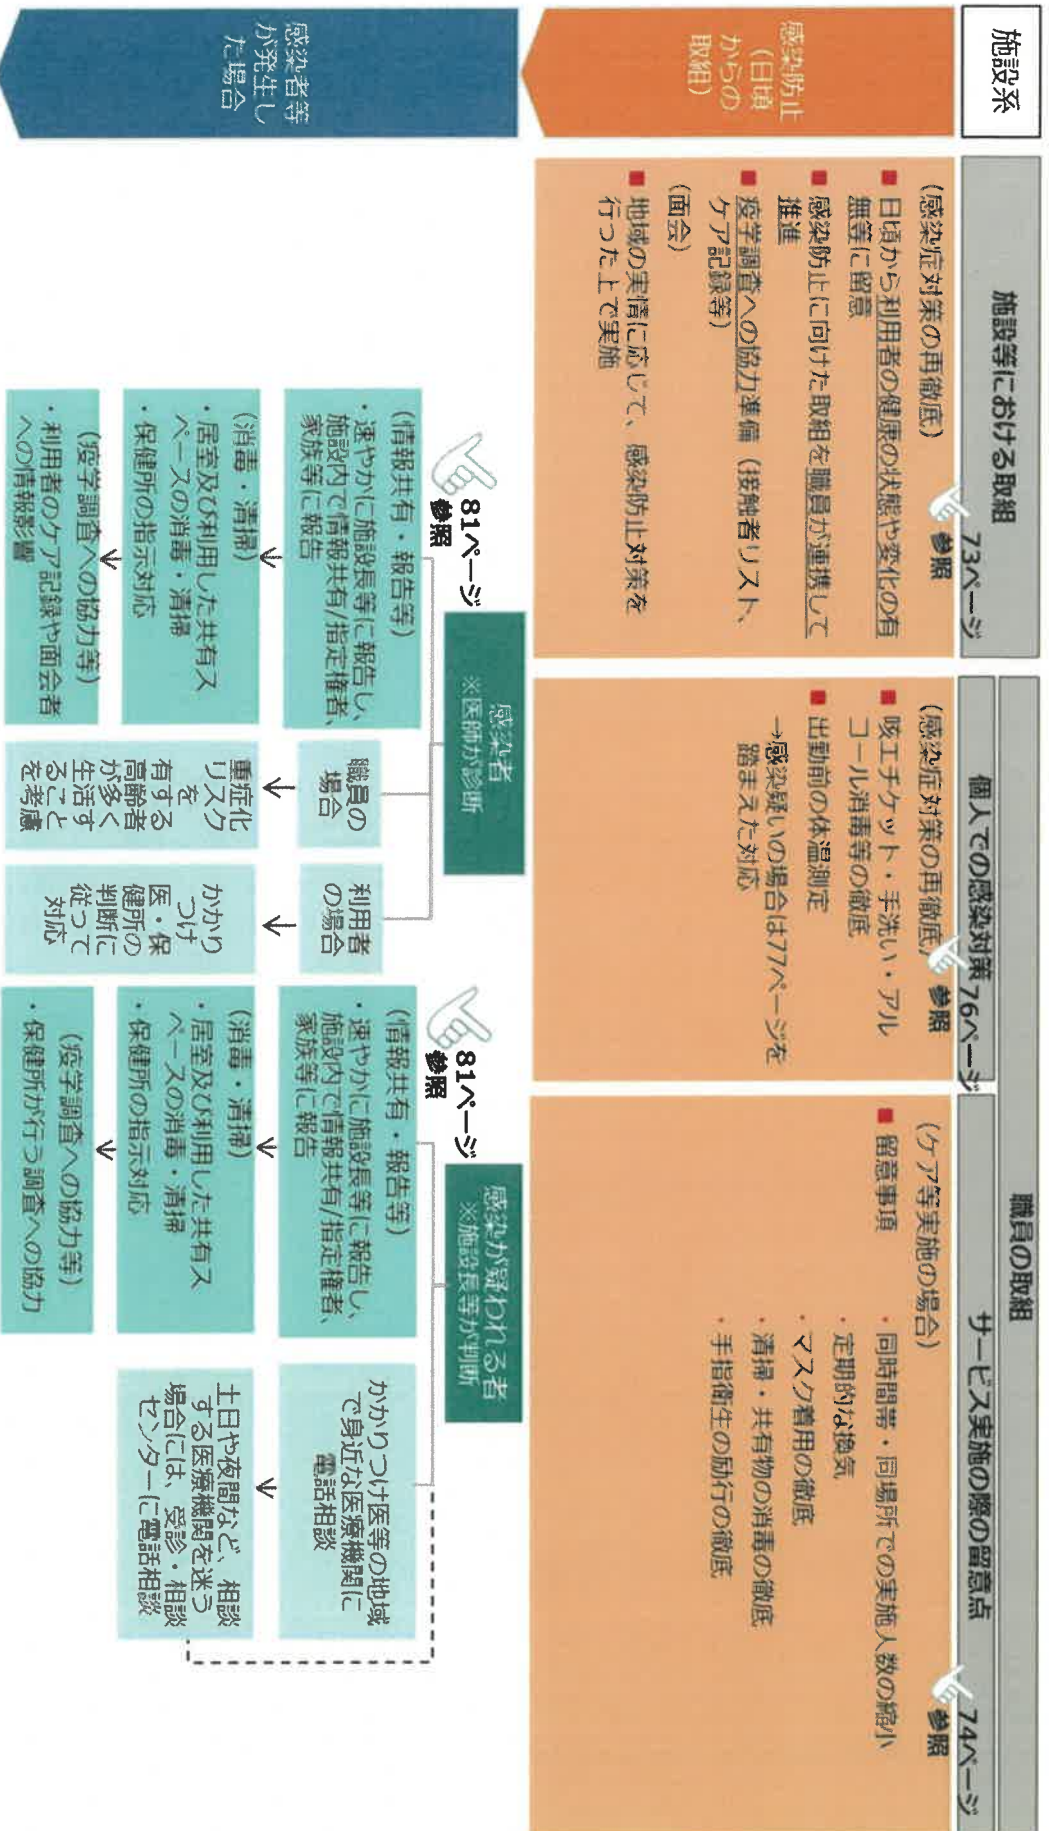 施設系
施設等における取組
職員の取組
個人での感染対策
サービス実施の際の留意点
感染防止
(日頃
からの
取組)
73ページ
参照
(感染症対策の再徹底)
■ 日頃から利用者の健康の状態や変化の有
無等に留意
■ 感染防止に向けた取組を職員が連携して
推進
■ 疫学調査への協力準備（接触者リスト、
ケア記録等）
(面会)
■ 地域の実情に応じて、感染防止対策を
行った上で実施
76ページ
参照
(感染症対策の再徹底)
■ 咳エチケット・手洗い・アル
コール消毒等の徹底
■ 出勤前の体温測定
→感染疑いの場合は77ページを
踏まえた対応
74ページ
参照
(ケア等実施の場合)
■ 留意事項
・同時間帯・同場所での実施人数の縮小
・定期的な換気
・マスク着用の徹底
・清掃・共有物の消毒の徹底
・手指衛生の励行の徹底
感染者等
が発生し
た場合
感染者
※医師が診断
81ページ
参照
(情報共有・報告等)
・速やかに施設長等に報告し、
施設内で情報共有/指定権者、
家族等に報告
(消毒・清掃)
・居室及び利用した共有ス
ペースの消毒・清掃
・保健所の指示対応
(疫学調査への協力等)
・利用者のケア記録や面会者
への情報影響
職員の
場合
重症化
リスク
を
有する
高齢者
が多く
生活す
ること
を考慮
利用者
の場合
かかり
つけ
医・保
健所の
判断に
従って
対応
感染が疑われる者
※施設長等が判断
81ページ
参照
(情報共有・報告等)
・速やかに施設長等に報告し、
施設内で情報共有/指定権者、
家族等に報告
(消毒・清掃)
・居室及び利用した共有ス
ペースの消毒・清掃
・保健所の指示対応
(疫学調査への協力等)
・保健所が行う調査への協力
かかりつけ医等の地域
で身近な医療機関に
電話相談
土日や夜間など、相談
する医療機関を迷う
場合には、受診・相談
センターに電話相談